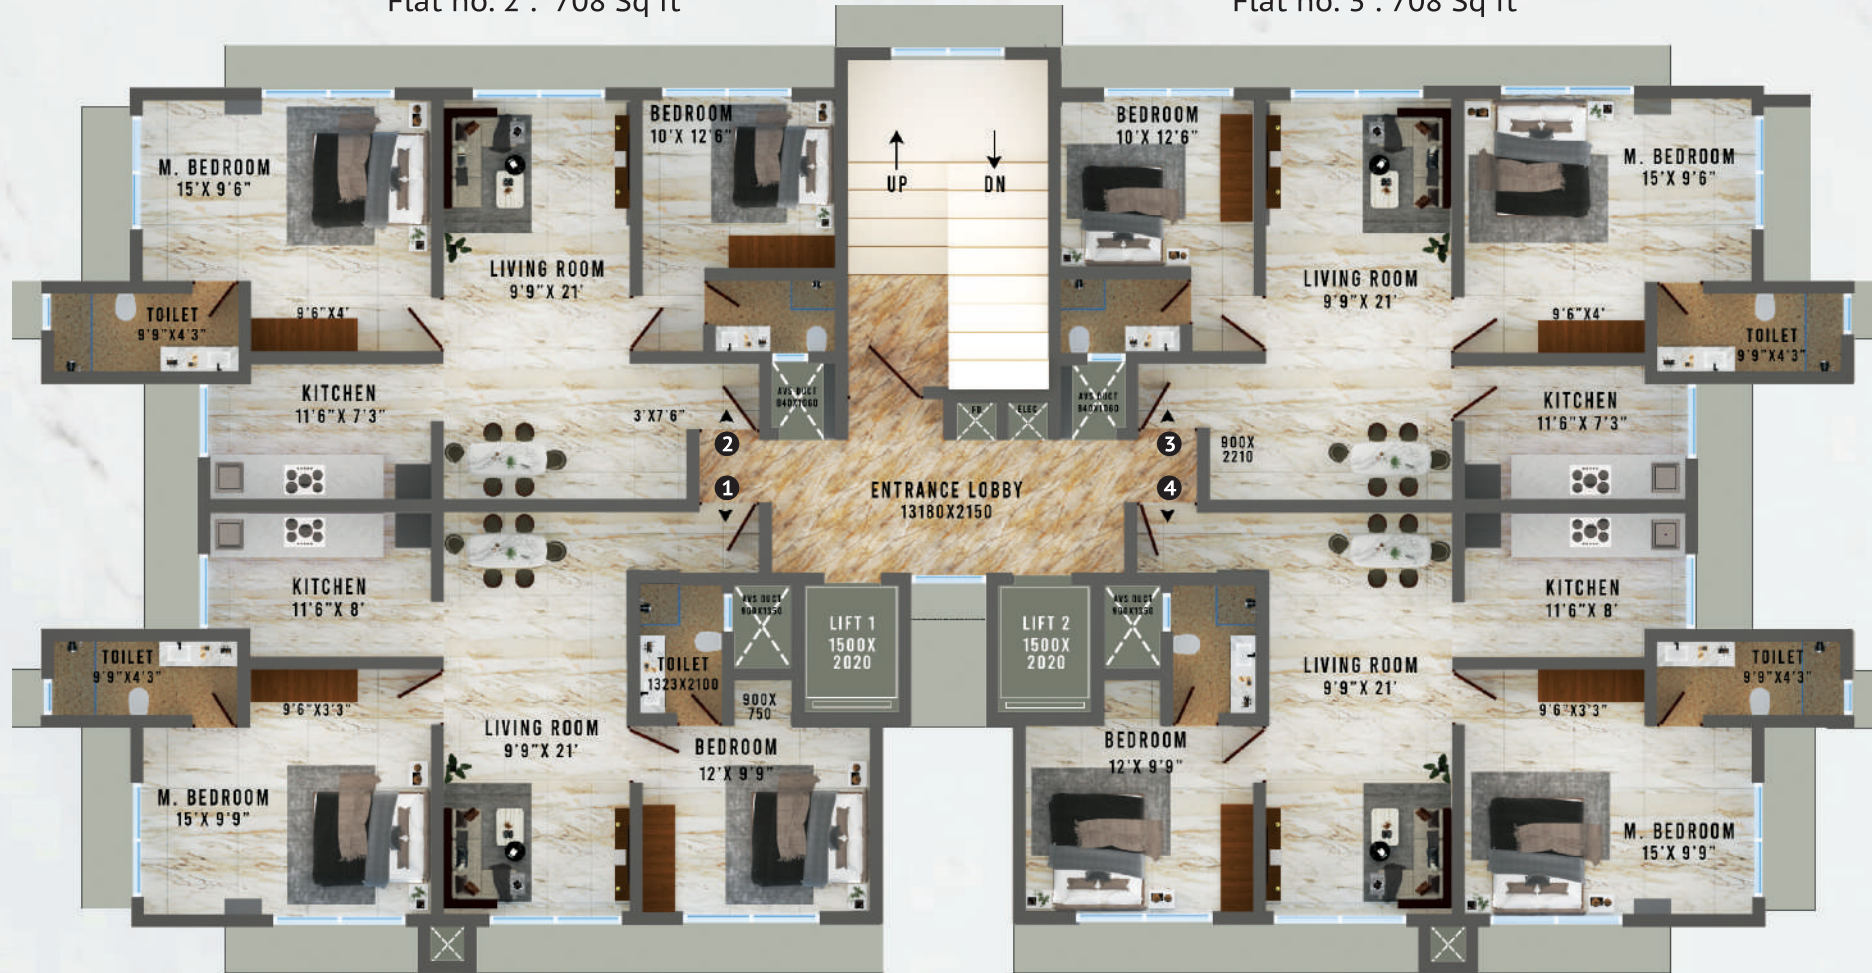 Flat no. 2 : 708 Sq ft
Flat no. 3 : 708 Sq ft
M. BEDROOM
15'X 9'6"
LIVING ROOM
9'9"X 21'
BEDROOM
10'X 12'6"
UP
DN
BEDROOM
10'X 12'6"
LIVING ROOM
9'9"X 21'
M. BEDROOM
15'X 9'6"
TOILET
9'9"X4'3"
9'6"X4'
9'6"X4'
TOILET
9'9"X4'3"
KITCHEN
11'6"X 7'3"
3'X7'6"
AVS DUCT
840X1060
FD
ELEC
AVS DUCT
840X1060
KITCHEN
11'6"X 7'3"
2
3
900X
2210
1
4
ENTRANCE LOBBY
13180X2150
KITCHEN
11'6"X 8'
AVS DUCT
LIFT 1
1500X
2020
LIFT 2
1500X
2020
AVS DUCT
KITCHEN
11'6"X 8'
TOILET
9'9"X4'3"
TOILET
1323X2100
LIVING ROOM
9'9"X 21'
TOILET
9'9"X4'3"
9'6"X3'3"
900X
750
9'6"X3'3"
LIVING ROOM
9'9"X 21'
BEDROOM
12'X 9'9"
BEDROOM
12'X 9'9"
M. BEDROOM
15'X 9'9"
M. BEDROOM
15'X 9'9"